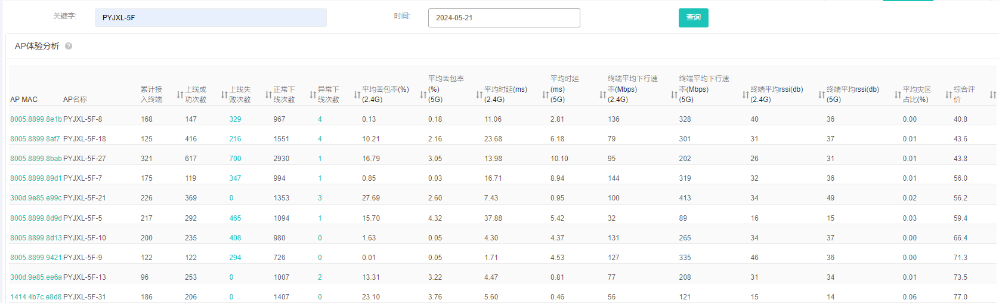 关键字: PYJXL-5F 时间: 2024-05-21 查询
AP体验分析
AP MAC AP名称 累计接入终端 上线成功次数 上线失败次数 正常下线次数 异常下线次数 平均丢包率(%)(2.4G) 平均丢包率(%)(5G) 平均时延(ms)(2.4G) 平均时延(ms)(5G) 终端平均下行速率(Mbps)(2.4G) 终端平均下行速率(Mbps)(5G) 终端平均rssi(db)(2.4G) 终端平均rssi(db)(5G) 平均灾区占比(%) 综合评价
8005.8899.8e1b PYJXL-5F-8 168 147 329 967 4 0.13 0.18 11.06 2.81 136 328 40 36 0.00 40.8
8005.8899.8af7 PYJXL-5F-18 125 416 216 1551 4 10.21 2.16 23.68 6.18 79 301 31 37 0.01 43.6
8005.8899.8bab PYJXL-5F-27 321 617 700 2930 1 16.79 3.05 13.98 10.10 95 202 26 31 0.01 43.8
8005.8899.89d1 PYJXL-5F-7 175 119 347 994 1 0.85 0.03 16.71 8.94 144 319 32 36 0.01 56.0
300d.9e85.e99c PYJXL-5F-21 226 369 0 1353 3 27.69 2.60 7.43 0.95 100 413 34 49 0.02 56.2
8005.8899.8d9d PYJXL-5F-5 217 292 465 1094 1 15.70 4.32 37.88 5.42 32 89 16 15 0.03 59.4
8005.8899.8d13 PYJXL-5F-10 200 235 408 980 0 1.63 0.05 4.30 4.37 131 265 34 37 0.00 66.4
8005.8899.9421 PYJXL-5F-9 122 122 294 726 0 0.01 0.05 1.71 4.53 127 335 46 36 0.00 71.3
300d.9e85.ee6a PYJXL-5F-13 96 253 0 1007 2 13.31 3.22 4.47 0.81 77 208 31 34 0.01 73.5
1414.4b7c.e8d8 PYJXL-5F-31 186 206 0 1407 0 23.10 3.76 5.60 0.46 56 121 15 14 0.06 77.0